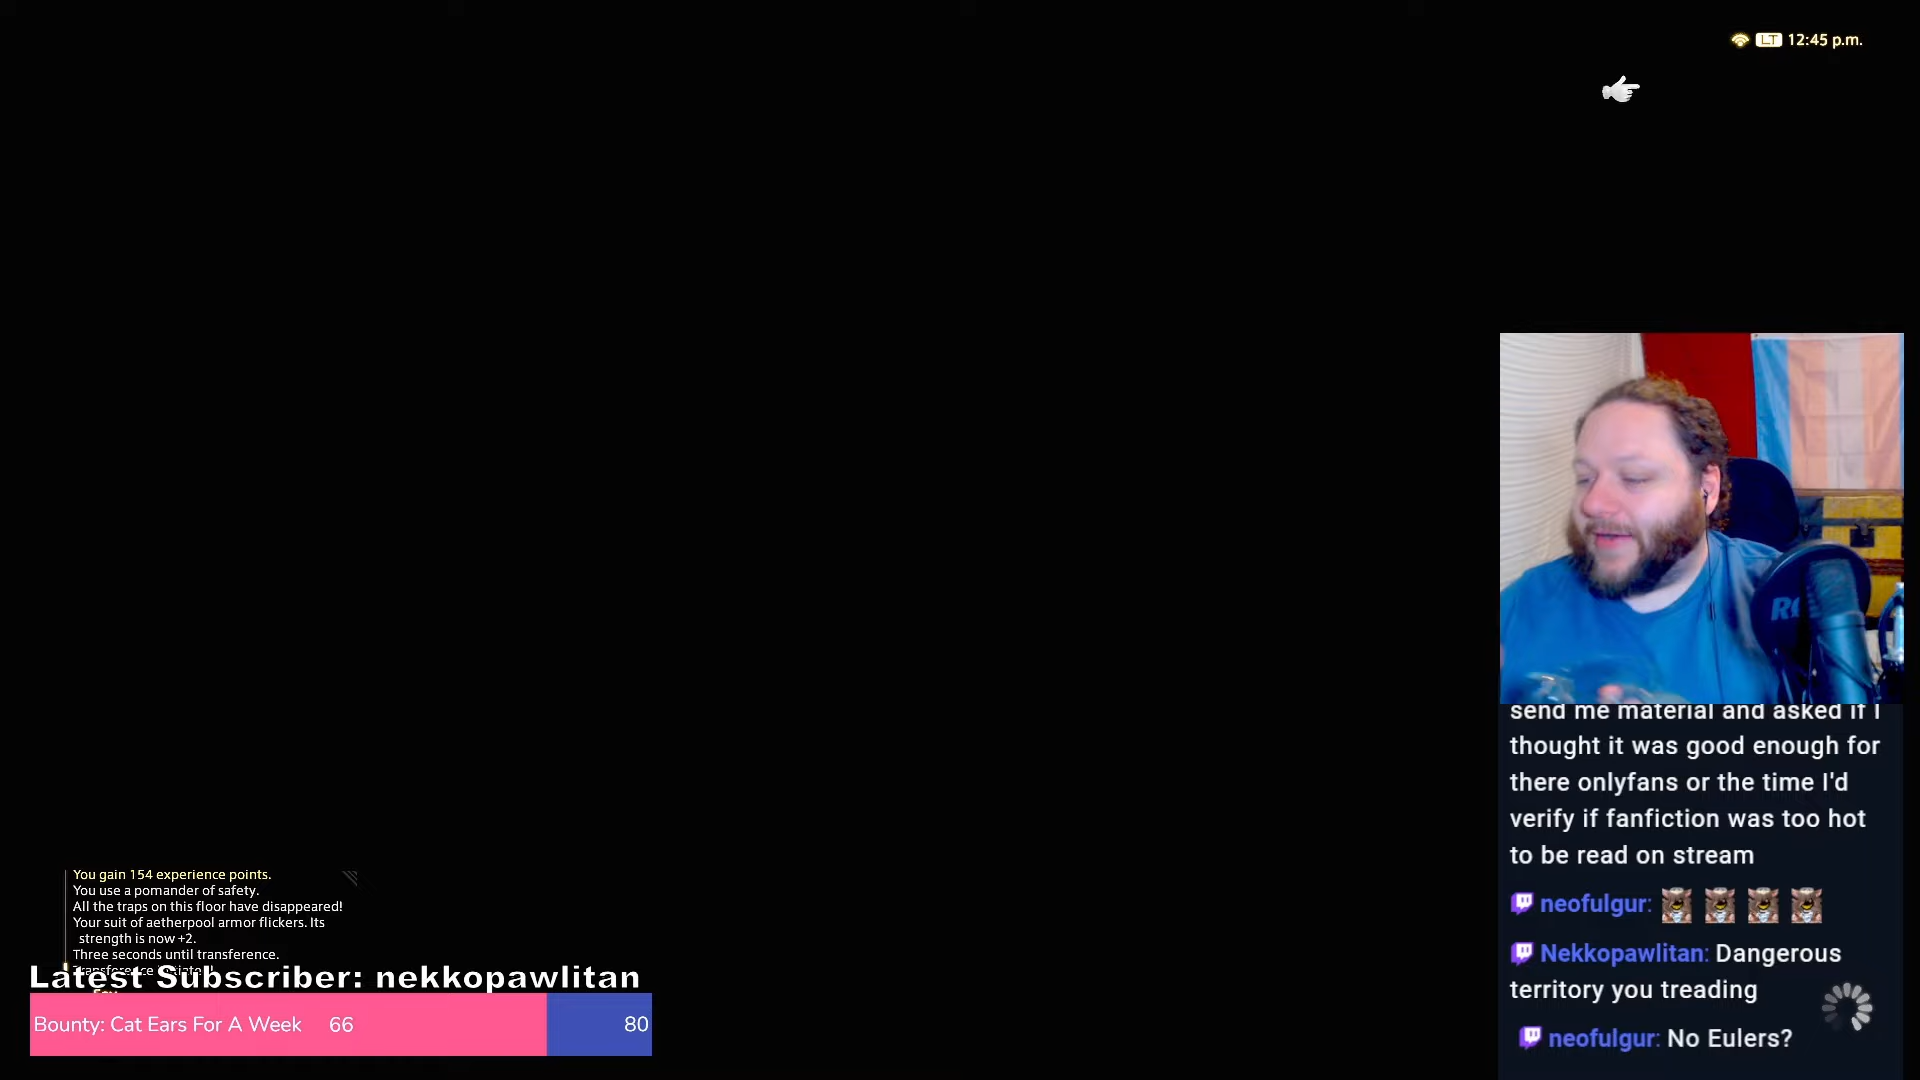 LT 12:45 p.m.
send me material and asked if I
thought it was good enough for
there onlyfans or the time I'd
verify if fanfiction was too hot
to be read on stream
neofulgur:
Nekkopawlitan: Dangerous
territory you treading
neofulgur: No Eulers?
You gain 154 experience points.
You use a pomander of safety.
All the traps on this floor have disappeared!
Your suit of aetherpool armor flickers. Its
strength is now +2.
Three seconds until transference.
Latest Subscriber: nekkopawlitan
Bounty: Cat Ears For A Week 66 80